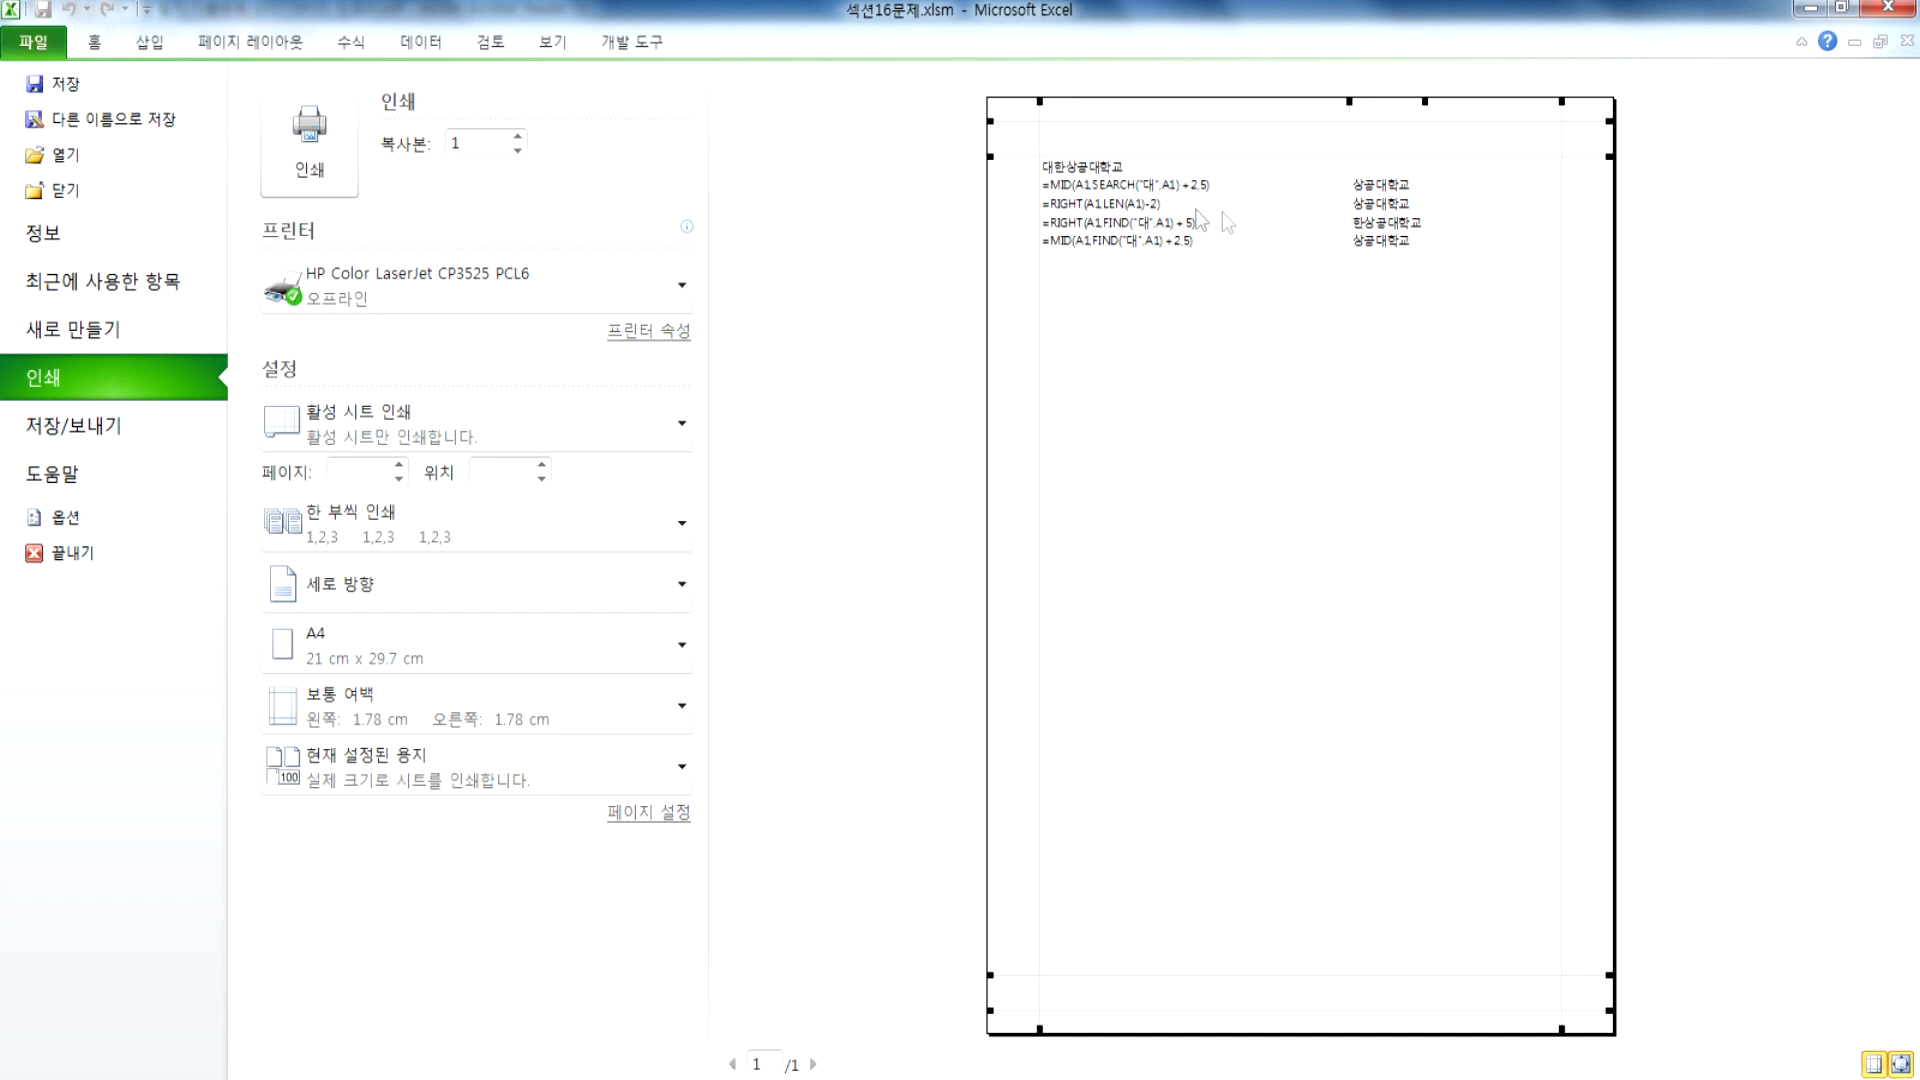 섹션16문제.xlsm - Microsoft Excel
파일 홈 삽입 페이지 레이아웃 수식 데이터 검토 보기 개발 도구
저장
다른 이름으로 저장
열기
닫기
정보
최근에 사용한 항목
새로 만들기
인쇄
저장/보내기
도움말
옵션
끝내기
인쇄
인쇄
복사본: 1
프린터
HP Color LaserJet CP3525 PCL6
오프라인
프린터 속성
설정
활성 시트 인쇄
활성 시트만 인쇄합니다.
페이지: 위치
한 부씩 인쇄
1,2,3 1,2,3 1,2,3
세로 방향
A4
21 cm x 29.7 cm
보통 여백
왼쪽: 1.78 cm 오른쪽: 1.78 cm
현재 설정된 용지
100
실제 크기로 시트를 인쇄합니다.
페이지 설정
대한상공대학교
=MID(A1,SEARCH("대",A1)+2,5) 상공대학교
=RIGHT(A1,LEN(A1)-2) 상공대학교
=RIGHT(A1,FIND("대",A1)+5) 한상공대학교
=MID(A1,FIND("대",A1)+2,5) 상공대학교
1 /1